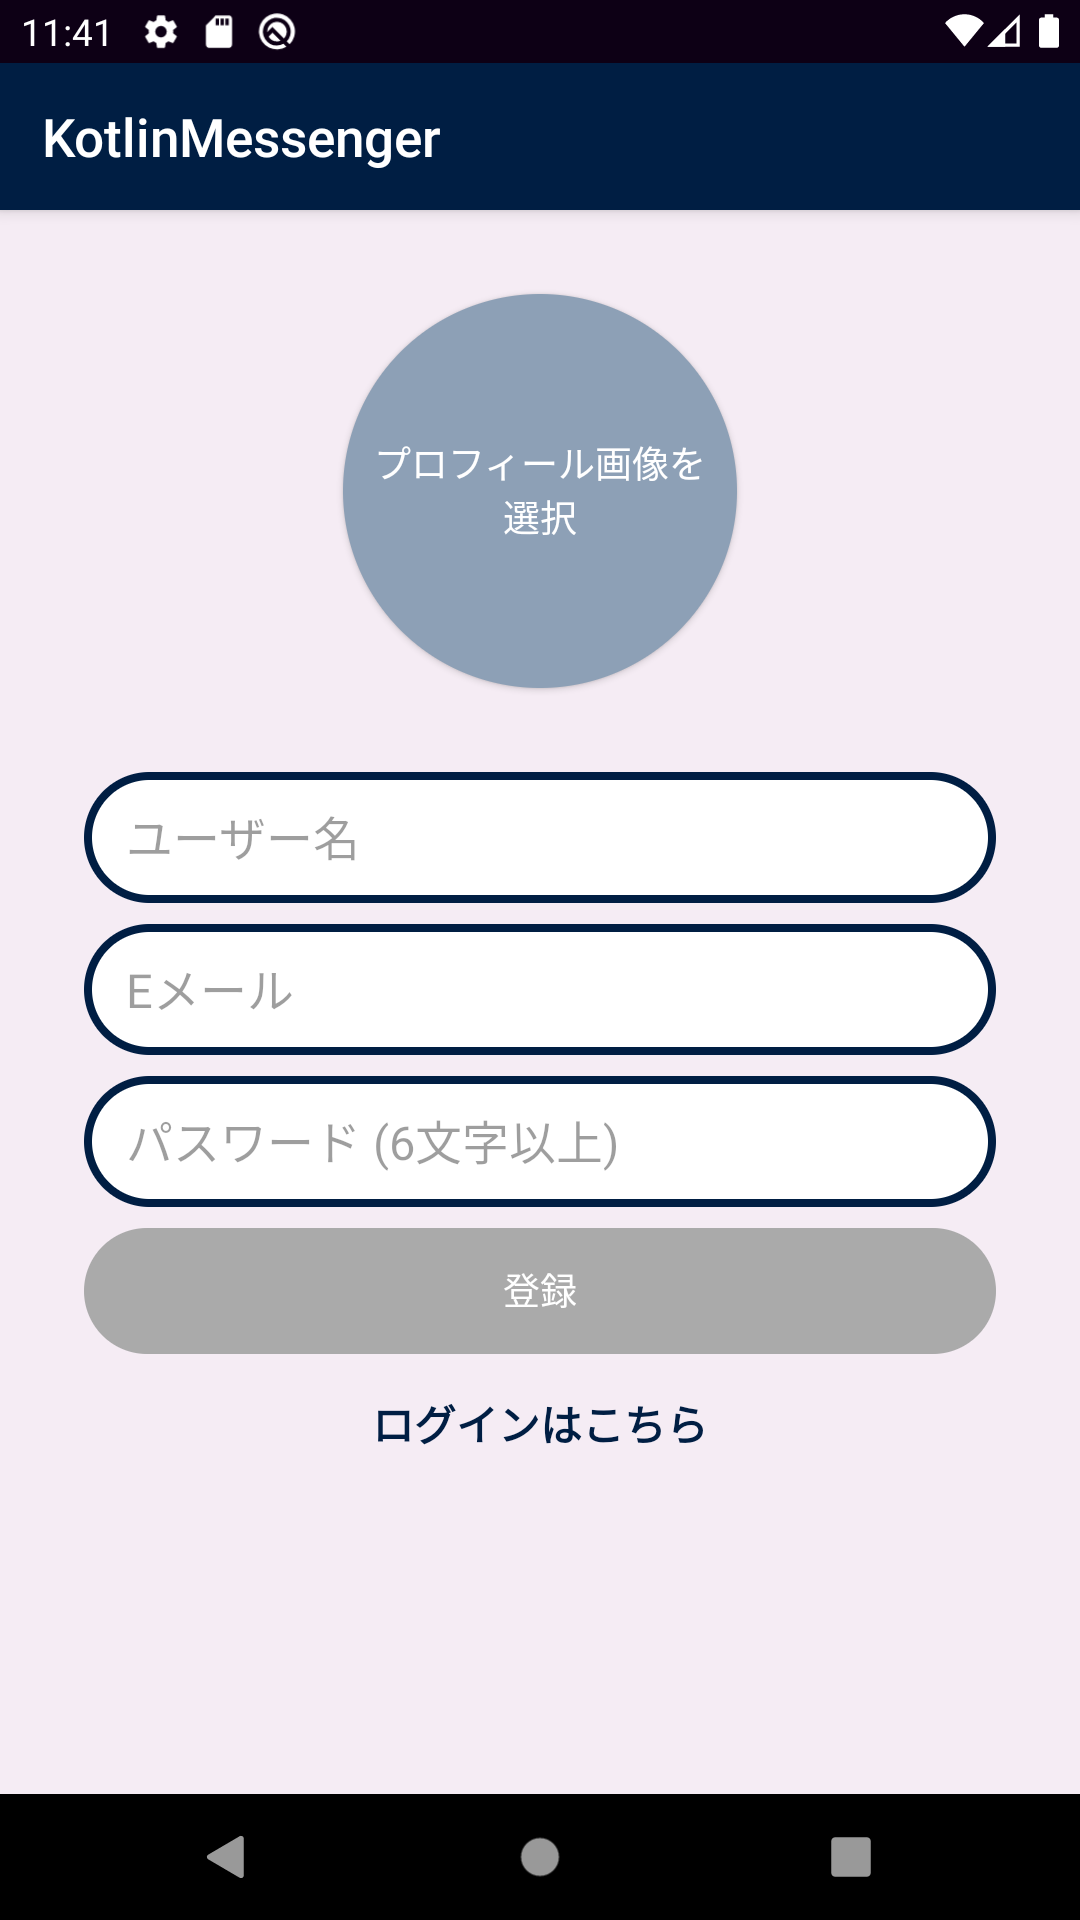 11:41
KotlinMessenger
プロフィール画像を
選択
ユーザー名
Eメール
パスワード (6文字以上)
登録
ログインはこちら